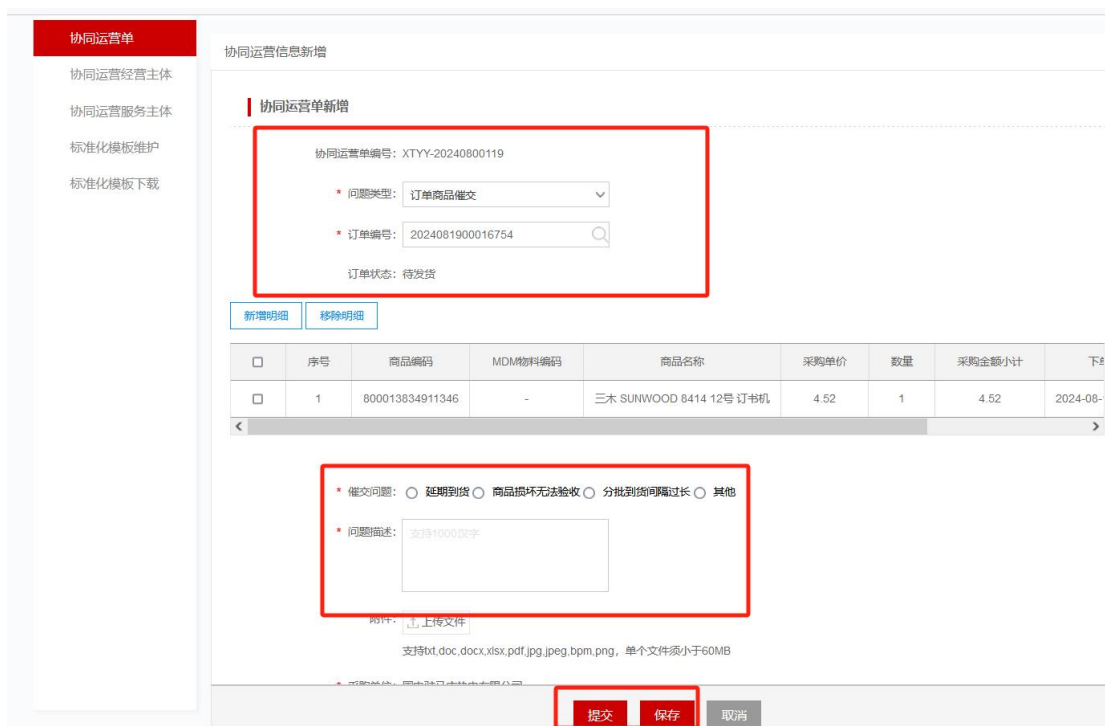 协同运营单
协同运营经营主体
协同运营服务主体
标准化模板维护
标准化模板下载
协同运营信息新增
协同运营单新增
协同运营单编号：XTYY-20240800119
* 问题类型： 订单商品催交
* 订单编号： 2024081900016754
订单状态：待发货
新增明细 移除明细
序号 商品编码 MDM物料编码 商品名称 采购单价 数量 采购金额小计 下单
1 800013834911346 - 三木 SUNWOOD 8414 12号 订书机 4.52 1 4.52 2024-08-
* 催交问题： 延期到货 商品损坏无法验收 分批到货间隔过长 其他
* 问题描述： 支持1000汉字
附件： 上传文件
支持txt,doc,docx,xlsx,pdf,jpg,jpeg,bpm,png，单个文件须小于60MB
提交 保存 取消